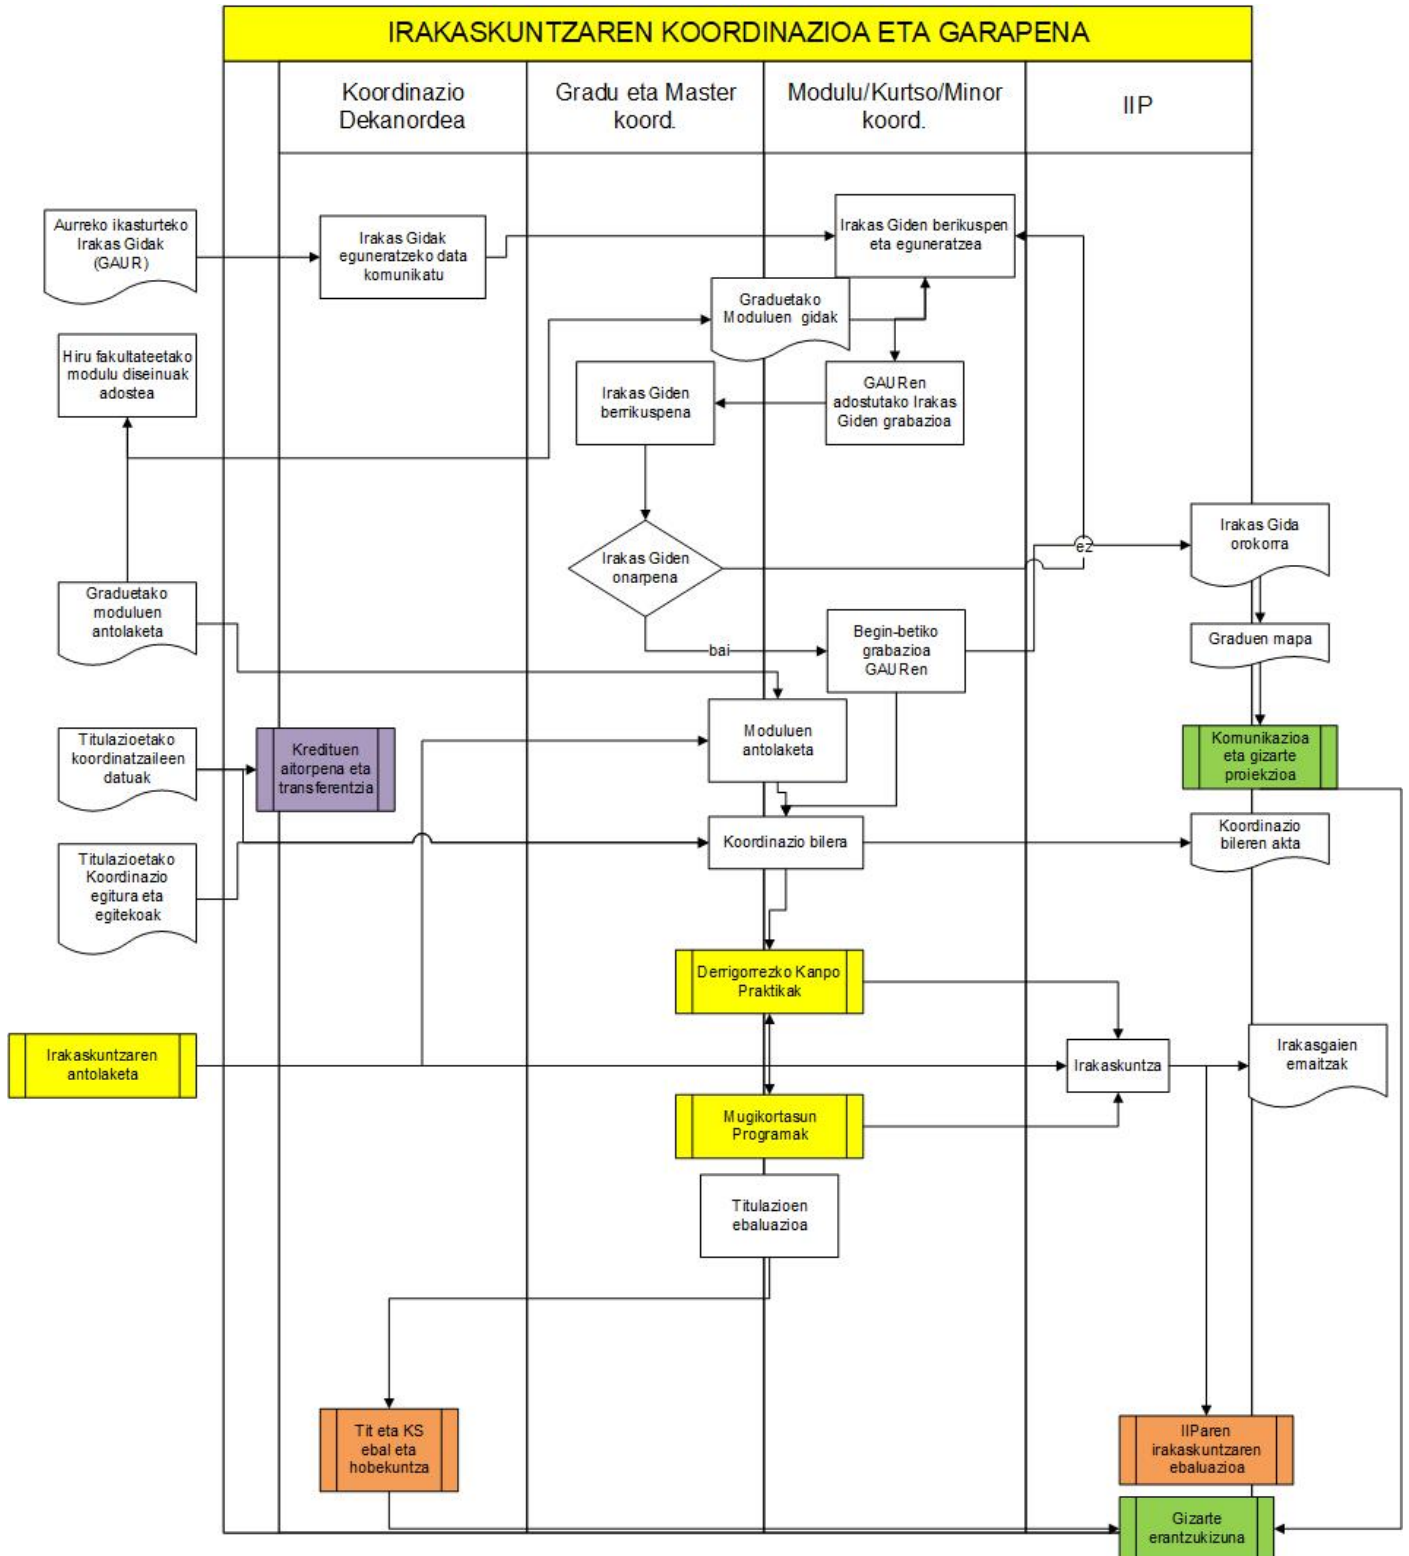 IRAKASKUNTZAREN KOORDINAZIOA ETA GARAPENA
Koordinazio
Dekanordea
Gradu eta Master
koord.
Modulu/Kurtso/Minor
koord.
IIP
Aurreko ikasturteko
Irakas Gidak
(GAUR)
Irakas Gidak
eguneratzeko data
komunikatu
Irakas Giden berikuspen
eta eguneratzea
Graduetako
Moduluen gidak
Hiru fakultateetako
modulu diseinuak
adostea
Irakas Giden
berrikuspena
GAURen
adostutako Irakas
Giden grabazioa
Irakas Giden
onarpena
ez
Irakas Gida
orokorra
Graduetako
moduluen
antolaketa
bai
Begin-betiko
grabazioa
GAURen
Graduen mapa
Titulazioetako
koordinatzaileen
datuak
Kredituen
aitorpena eta
transferentzia
Moduluen
antolaketa
Komunikazioa
eta gizarte
proiekzioa
Titulazioetako
Koordinazio
egitura eta
egitekoak
Koordinazio bilera
Koordinazio
bileren akta
Derrigorrezko Kanpo
Praktikak
Irakaskuntzaren
antolaketa
Irakaskuntza
Irakasgaien
emaitzak
Mugikortasun
Programak
Titulazioen
ebaluazioa
Tit eta KS
ebal eta
hobekuntza
IIParen
irakaskuntzaren
ebaluazioa
Gizarte
erantzukizuna